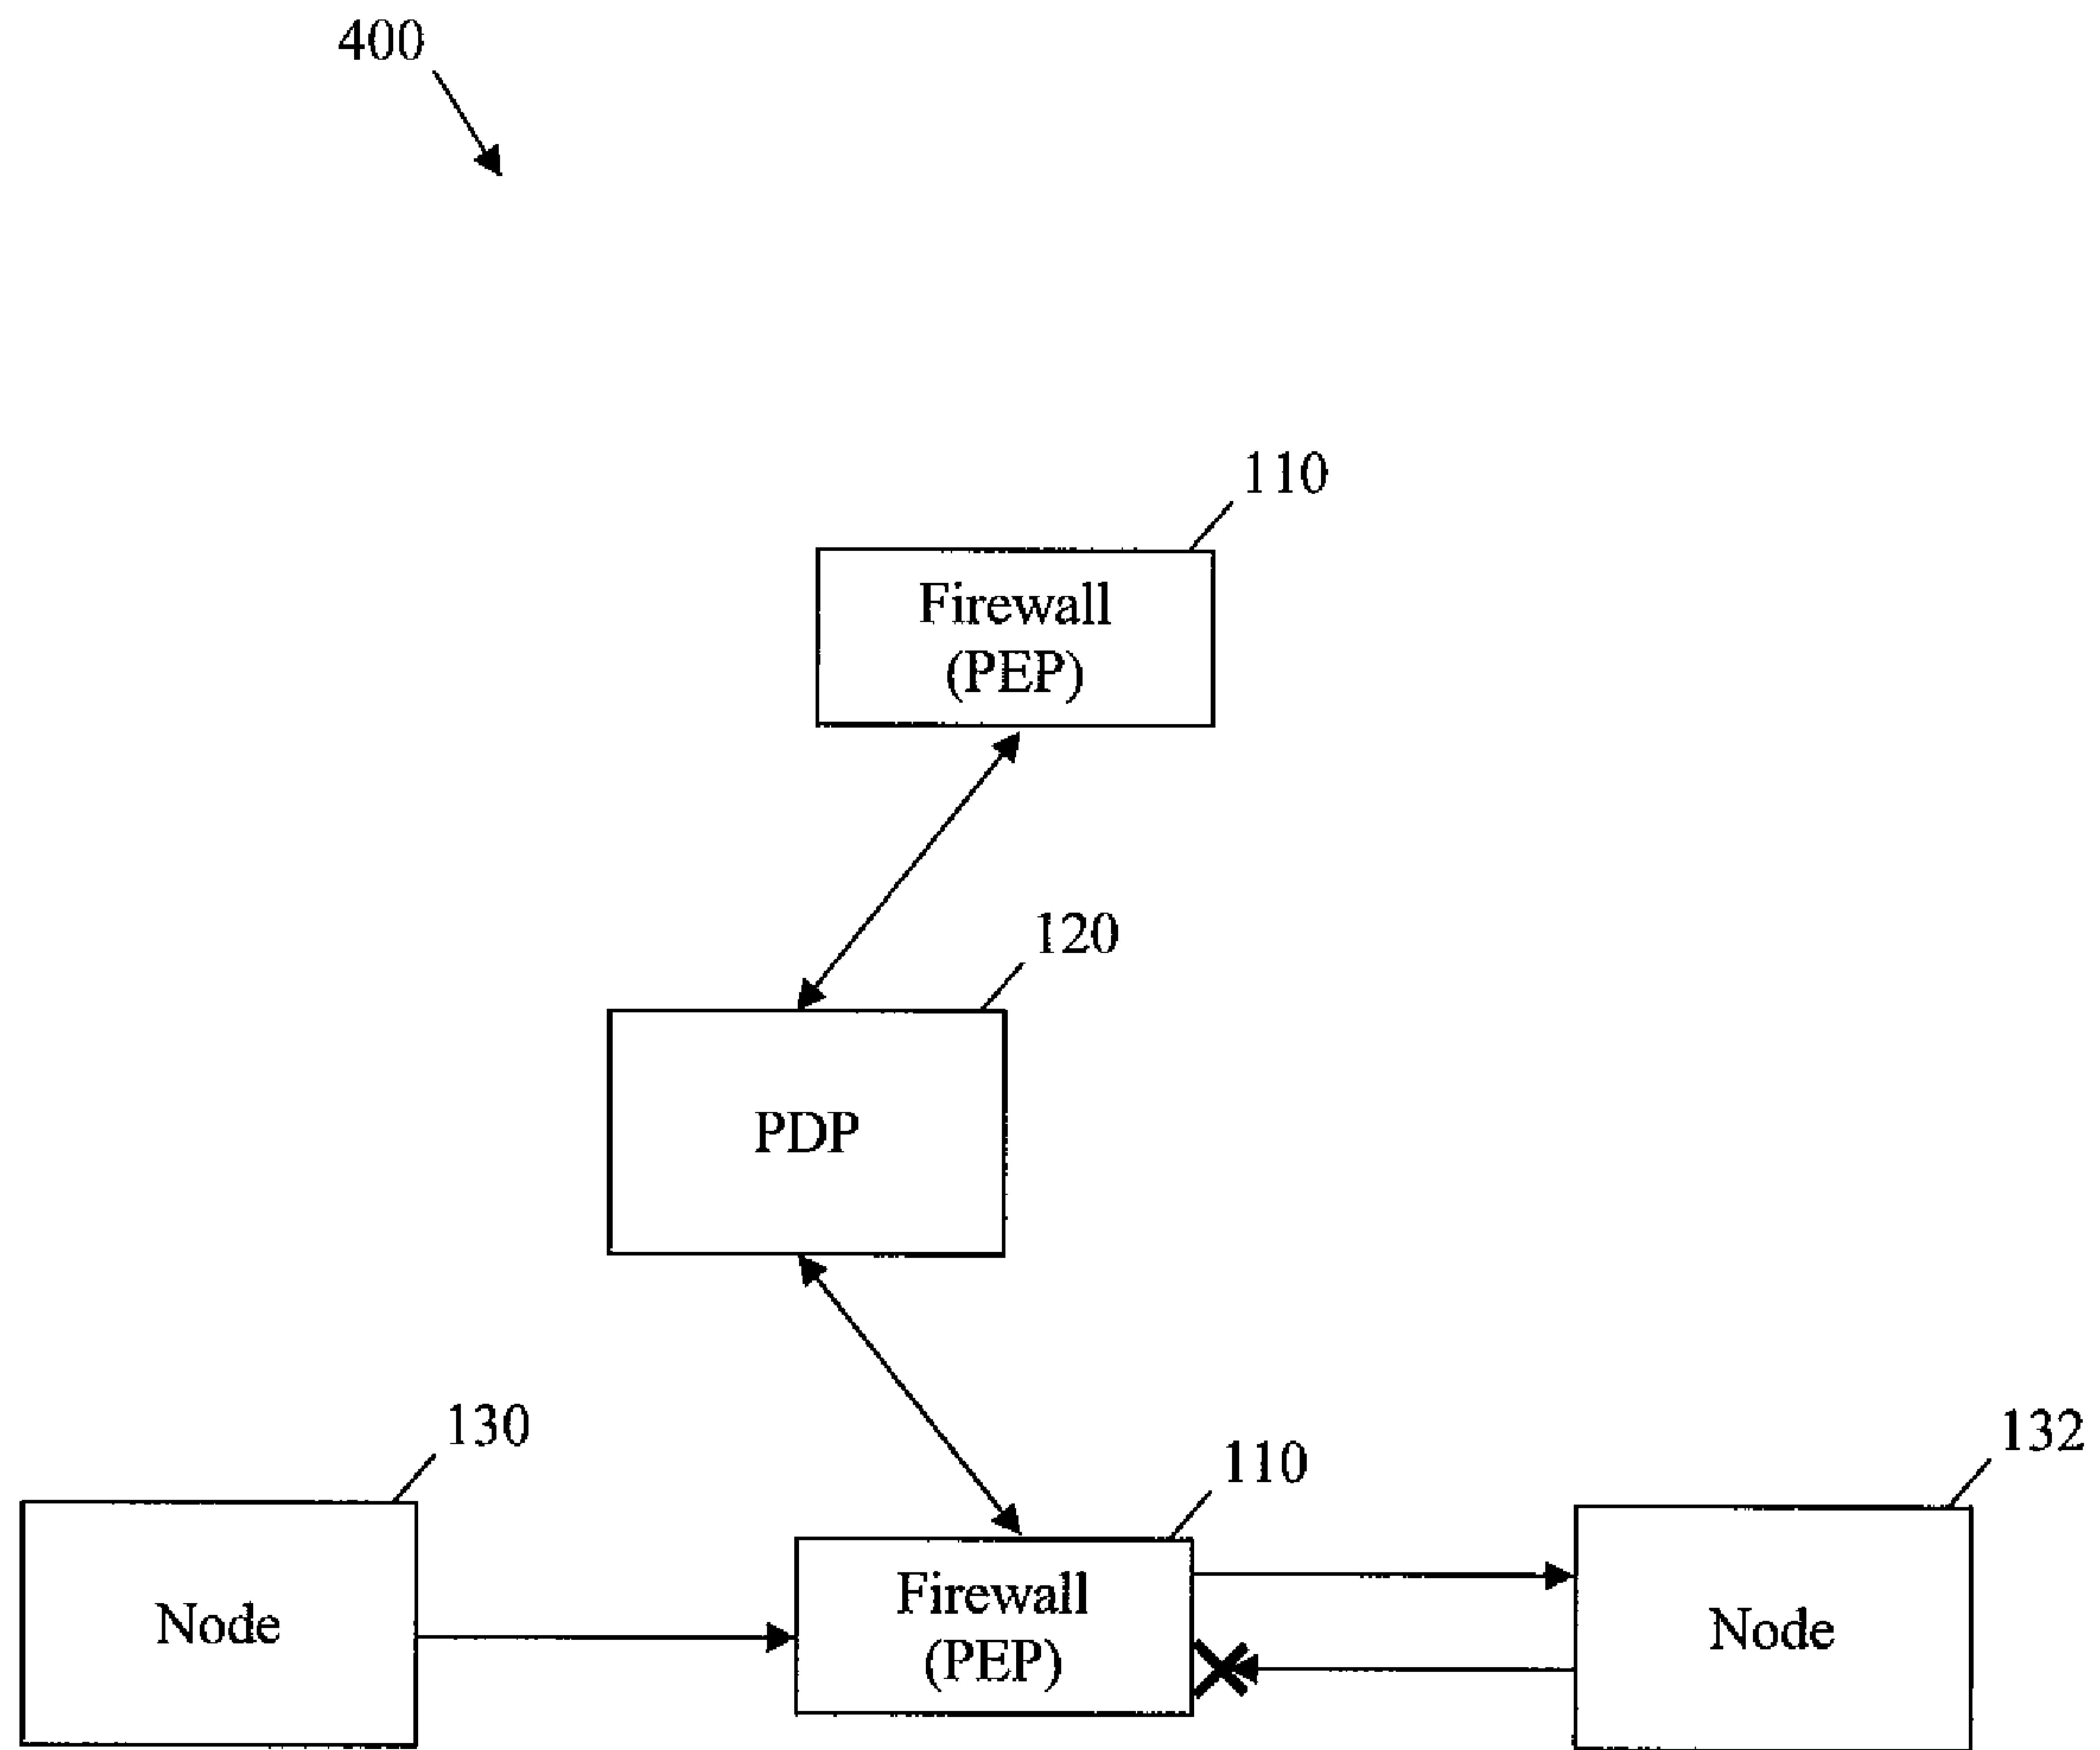 400
110
Firewall
(PEP)
120
PDP
130
110
132
Node
Firewall
(PEP)
Node